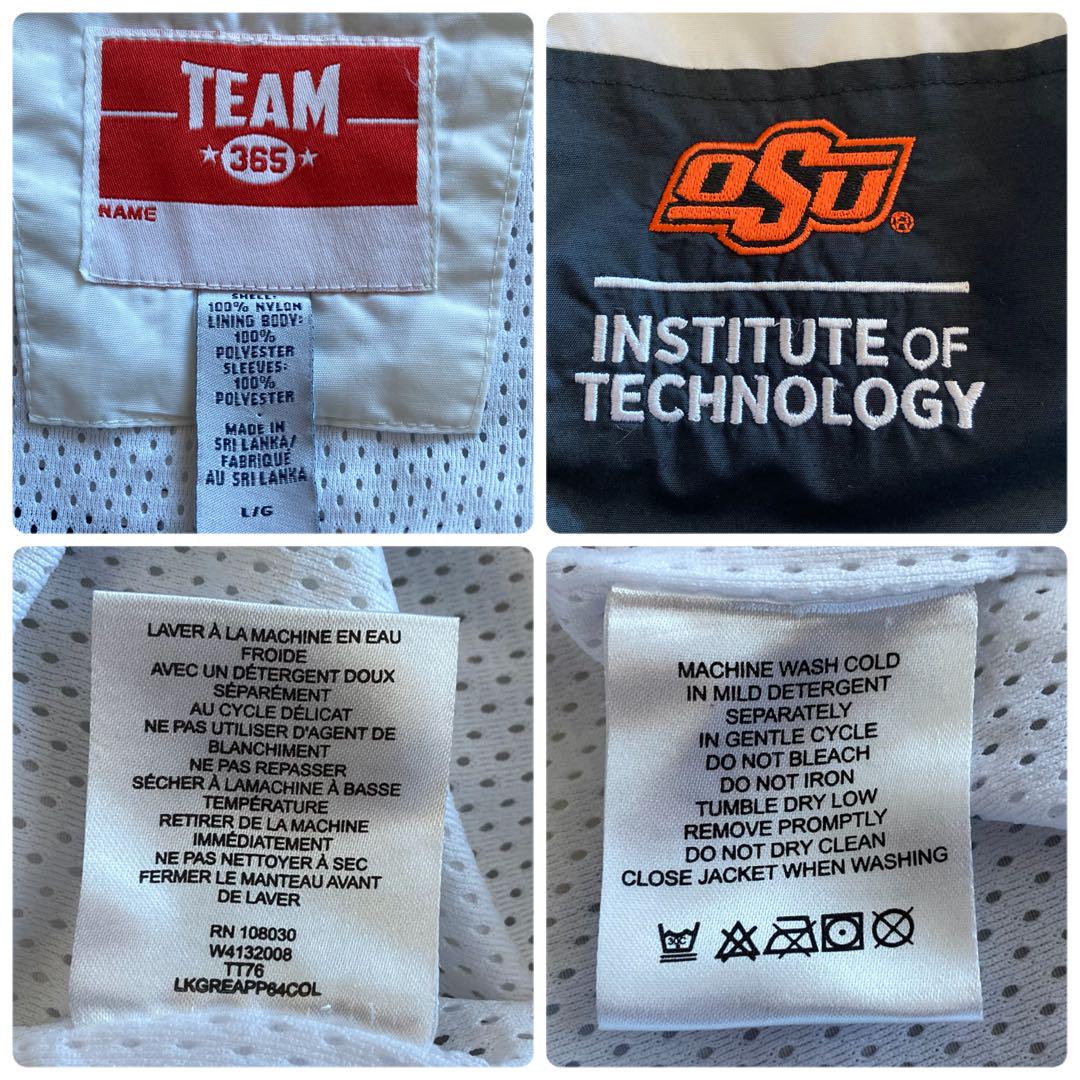 TEAM
365
NAME
SHELL:
100% NYLON
LINING BODY:
100%
POLYESTER
SLEEVES:
100%
POLYESTER
MADE IN
SRI LANKA/
FABRIQUÉ
AU SRI LANKA
L/G
OSU®
INSTITUTE OF
TECHNOLOGY
LAVER À LA MACHINE EN EAU
FROIDE
AVEC UN DÉTERGENT DOUX
SÉPARÉMENT
AU CYCLE DÉLICAT
NE PAS UTILISER D'AGENT DE
BLANCHIMENT
NE PAS REPASSER
SÉCHER À LAMACHINE À BASSE
TEMPÉRATURE
RETIRER DE LA MACHINE
IMMÉDIATEMENT
NE PAS NETTOYER À SEC
FERMER LE MANTEAU AVANT
DE LAVER
RN 108030
W4132008
TT76
LKGREAPP64COL
MACHINE WASH COLD
IN MILD DETERGENT
SEPARATELY
IN GENTLE CYCLE
DO NOT BLEACH
DO NOT IRON
TUMBLE DRY LOW
REMOVE PROMPTLY
DO NOT DRY CLEAN
CLOSE JACKET WHEN WASHING
30C